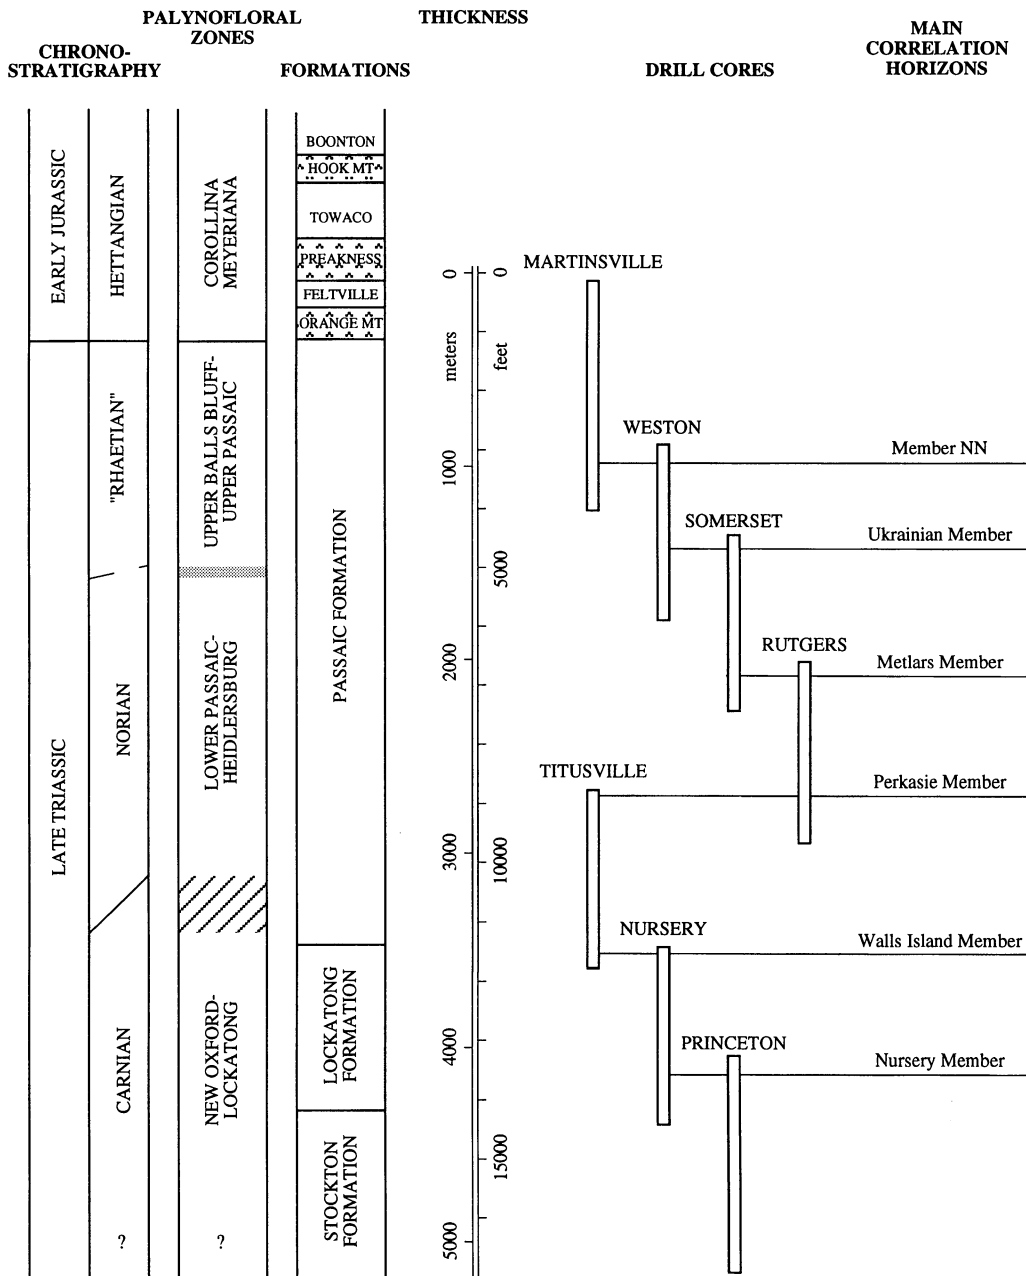 CHRONO-
STRATIGRAPHY
PALYNOFLORAL
ZONES
FORMATIONS
THICKNESS
DRILL CORES
MAIN
CORRELATION
HORIZONS
EARLY JURASSIC
LATE TRIASSIC
HETTANGIAN
"RHAETIAN"
NORIAN
CARNIAN
?
COROLLINA
MEYERIANA
UPPER BALLS BLUFF-
UPPER PASSAIC
LOWER PASSAIC-
HEIDLERSBURG
NEW OXFORD-
LOCKATONG
?
BOONTON
HOOK MT
TOWACO
PREAKNESS
FELTVILLE
ORANGE MT
PASSAIC FORMATION
LOCKATONG
FORMATION
STOCKTON
FORMATION
0
meters
1000
2000
3000
4000
5000
0
feet
5000
10000
15000
MARTINSVILLE
WESTON
SOMERSET
RUTGERS
TITUSVILLE
NURSERY
PRINCETON
Member NN
Ukrainian Member
Metlars Member
Perkasie Member
Walls Island Member
Nursery Member